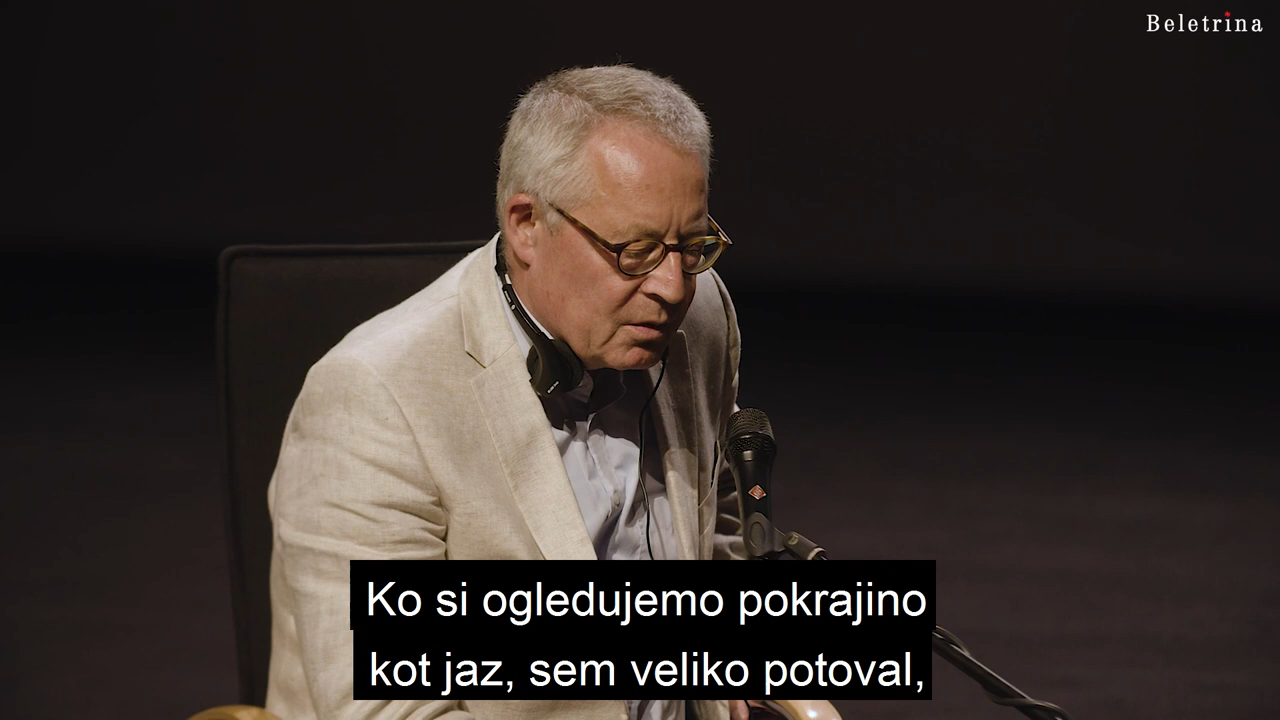 Beletrina
Ko si ogledujemo pokrajino
kot jaz, sem veliko potoval,